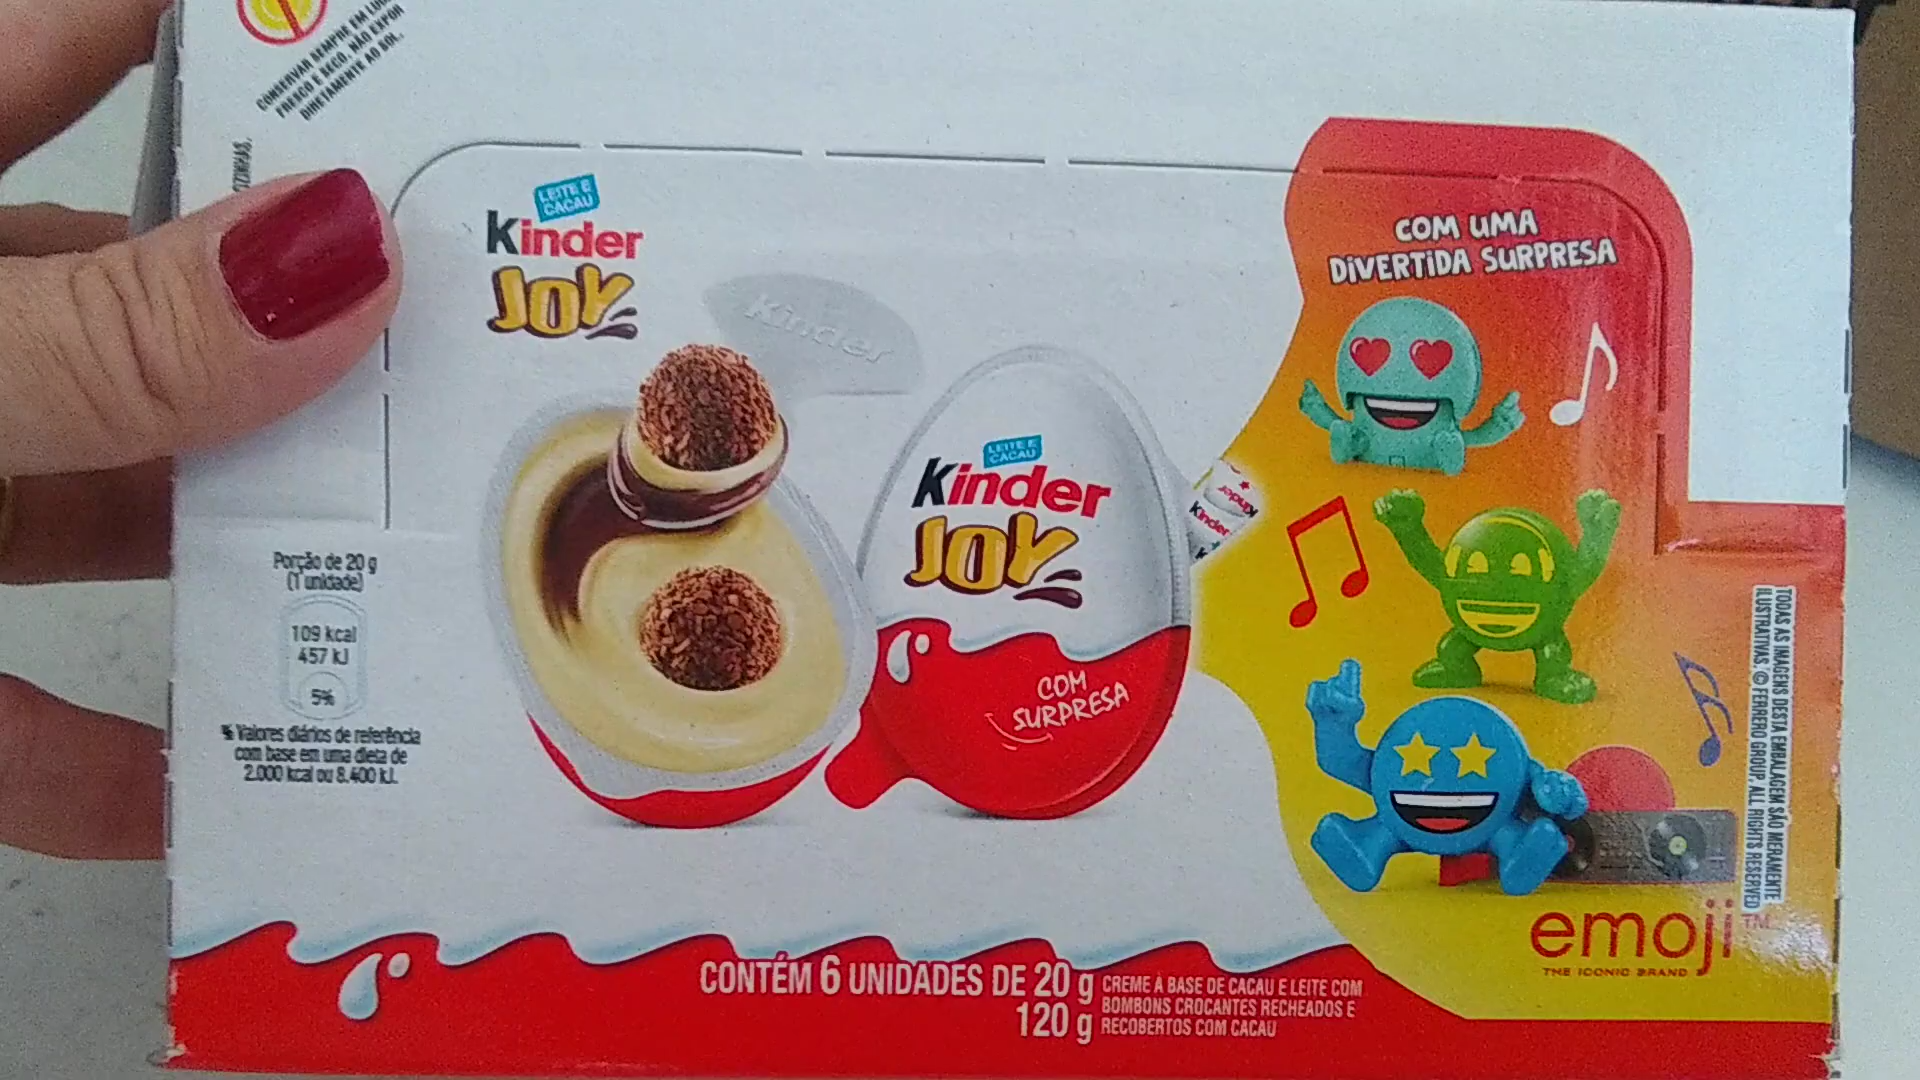 CONSERVAR SEMPRE EM LUGAR
FRESCO E SECO, NÃO EXPOR
DIRETAMENTE AO SOL.
LEITE E
CACAU
Kinder
JOY
Kinder
COM UMA
DIVERTIDA SURPRESA
LEITE E
CACAU
Kinder
JOY
COM
SURPRESA
Kinder
Kinder
Porção de 20 g
(1 unidade)
109 kcal
457 kJ
5%
% Valores diários de referência
com base em uma dieta de
2.000 kcal ou 8.400 kJ.
TODAS AS IMAGENS DESTA EMBALAGEM SÃO MERAMENTE
ILUSTRATIVAS. © FERRERO GROUP. ALL RIGHTS RESERVED
emoji™
THE ICONIC BRAND
CONTÉM 6 UNIDADES DE 20 g
120 g
CREME À BASE DE CACAU E LEITE COM
BOMBONS CROCANTES RECHEADOS E
RECOBERTOS COM CACAU